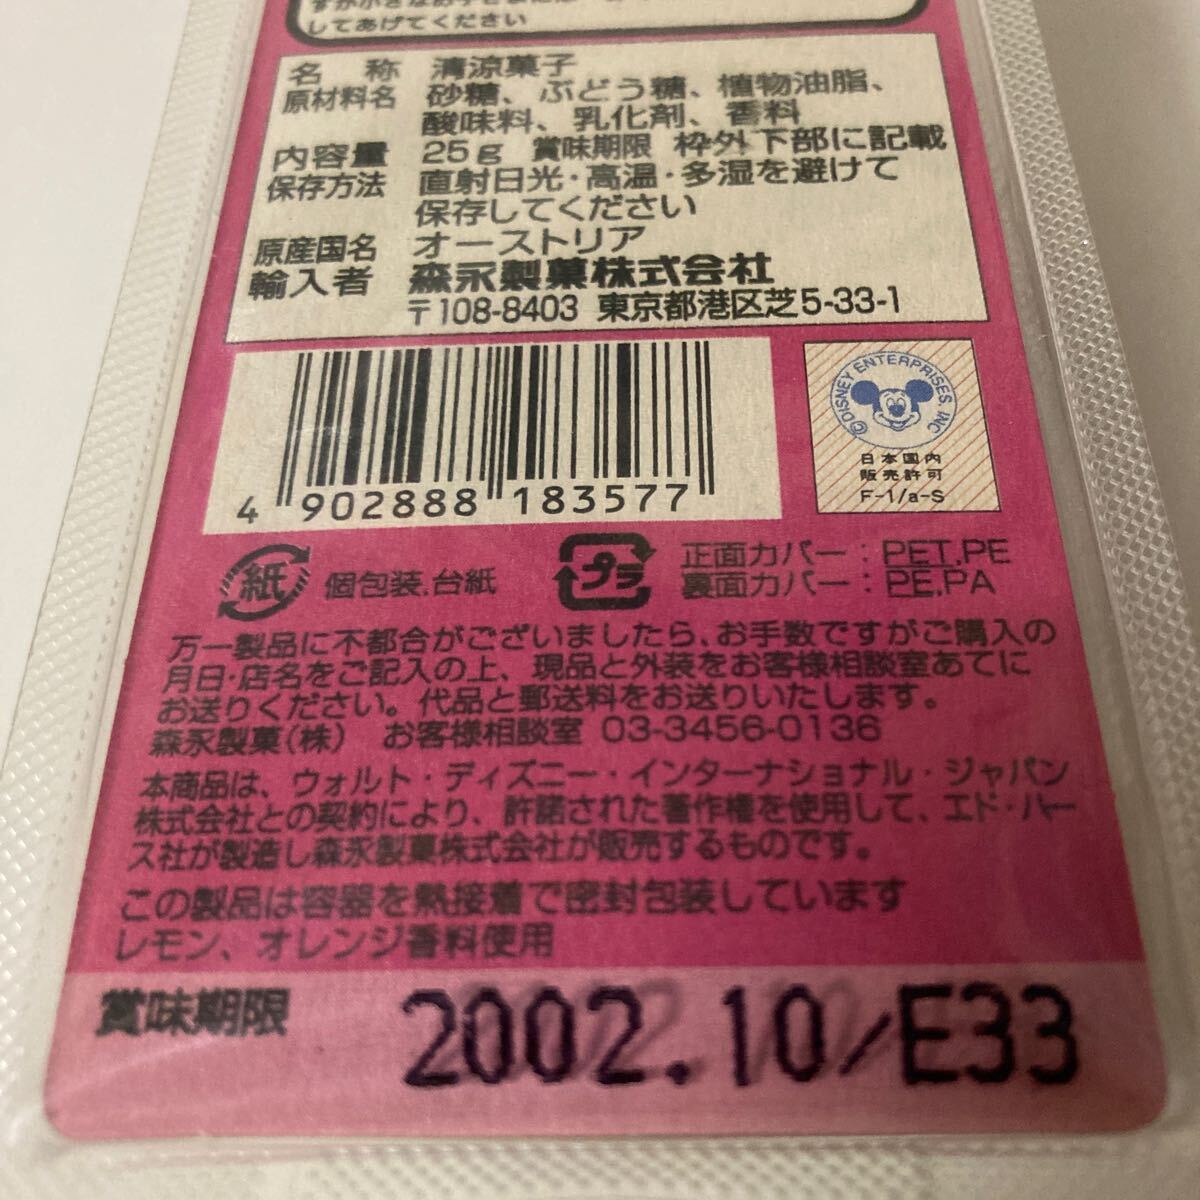 してあげてください
名称 清涼菓子
原材料名 砂糖、ぶどう糖、植物油脂、
酸味料、乳化剤、香料
内容量 25g 賞味期限 枠外下部に記載
保存方法 直射日光・高温・多湿を避けて
保存してください
原産国名 オーストリア
輸入者 森永製菓株式会社
〒108-8403 東京都港区芝5-33-1
©DISNEY ENTERPRISES, INC
日本国内
販売許可
F-1/a-S
4 902888 183577
紙 個包装.台紙
プラ 正面カバー:PET,PE
裏面カバー:PE,PA
万一製品に不都合がございましたら、お手数ですがご購入の
月日・店名をご記入の上、現品と外装をお客様相談室あてに
お送りください。代品と郵送料をお送りいたします。
森永製菓(株) お客様相談室 03-3456-0136
本商品は、ウォルト・ディズニー・インターナショナル・ジャパン
株式会社との契約により、許諾された著作権を使用して、エド・ハー
ス社が製造し森永製菓株式会社が販売するものです。
この製品は容器を熱接着で密封包装しています
レモン、オレンジ香料使用
賞味期限 2002.10/E33